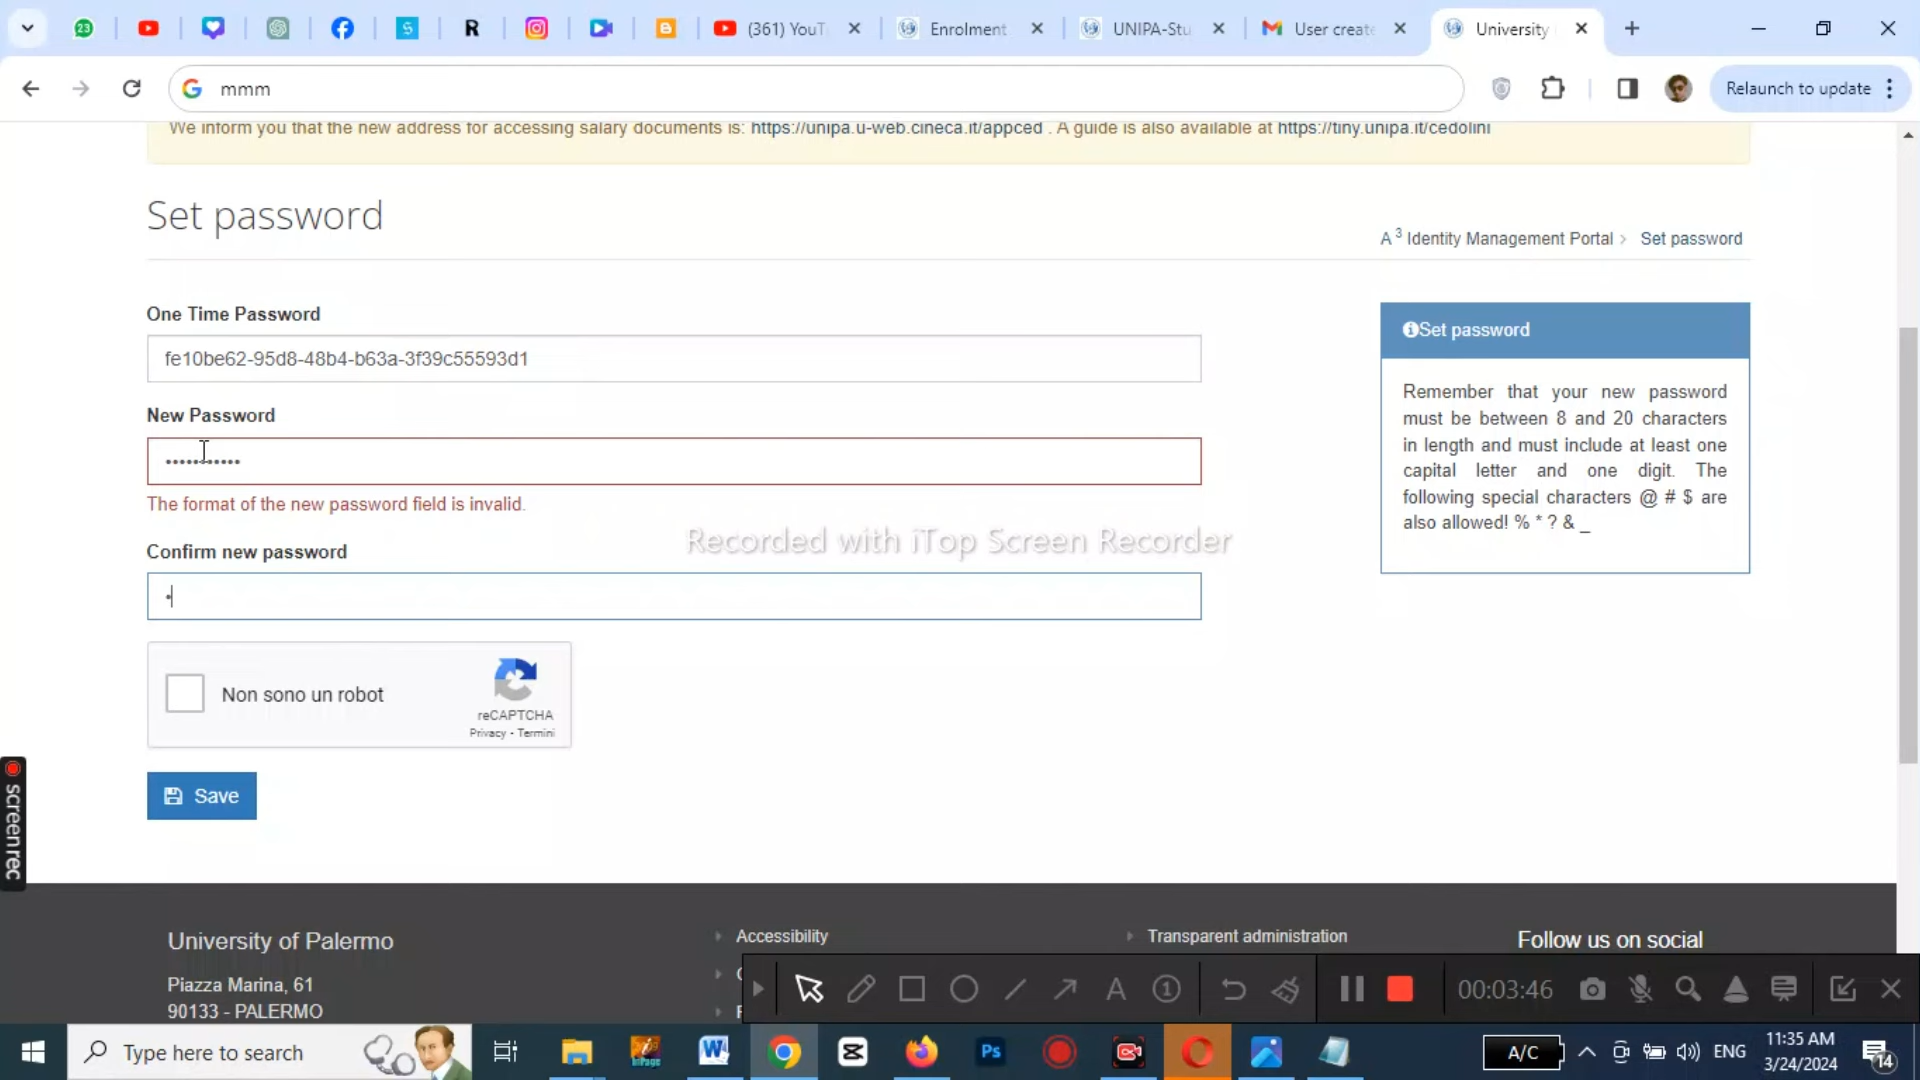 23
(361) YouT
Enrolment
UNIPA-Stu
User create
University
mmm
Relaunch to update
We inform you that the new address for accessing salary documents is: https://unipa.u-web.cineca.it/appced . A guide is also available at https://tiny.unipa.it/cedolini
Set password
A 3 Identity Management Portal > Set password
One Time Password
fe10be62-95d8-48b4-b63a-3f39c55593d1
New Password
•••••••••••
The format of the new password field is invalid.
Confirm new password
•
Set password
Remember that your new password
must be between 8 and 20 characters
in length and must include at least one
capital letter and one digit. The
following special characters @ # $ are
also allowed! % * ? & _
Recorded with iTop Screen Recorder
Non sono un robot
reCAPTCHA
Privacy - Termini
Save
screenrec
University of Palermo
Piazza Marina, 61
90133 - PALERMO
Accessibility
Transparent administration
Follow us on social
A
1
00:03:46
Type here to search
Ps
A/C
ENG
11:35 AM
3/24/2024
14